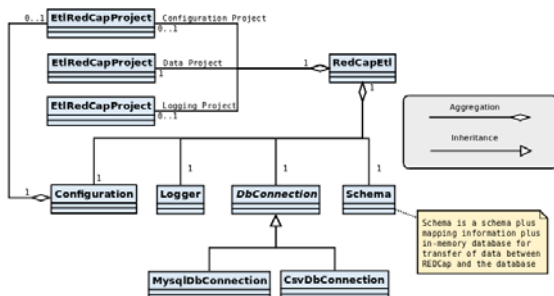 0..1
EtlRedCapProject
Configuration Project
0..1
EtlRedCapProject
Data Project
1
1
RedCapEtl
1
EtlRedCapProject
Logging Project
0..1
Aggregation
Inheritance
1
1
1
1
1
Configuration
Logger
DbConnection
Schema
Schema is a schema plus
mapping information plus
in-memory database for
transfer of data between
REDCap and the database
MysqlDbConnection
CsvDbConnection